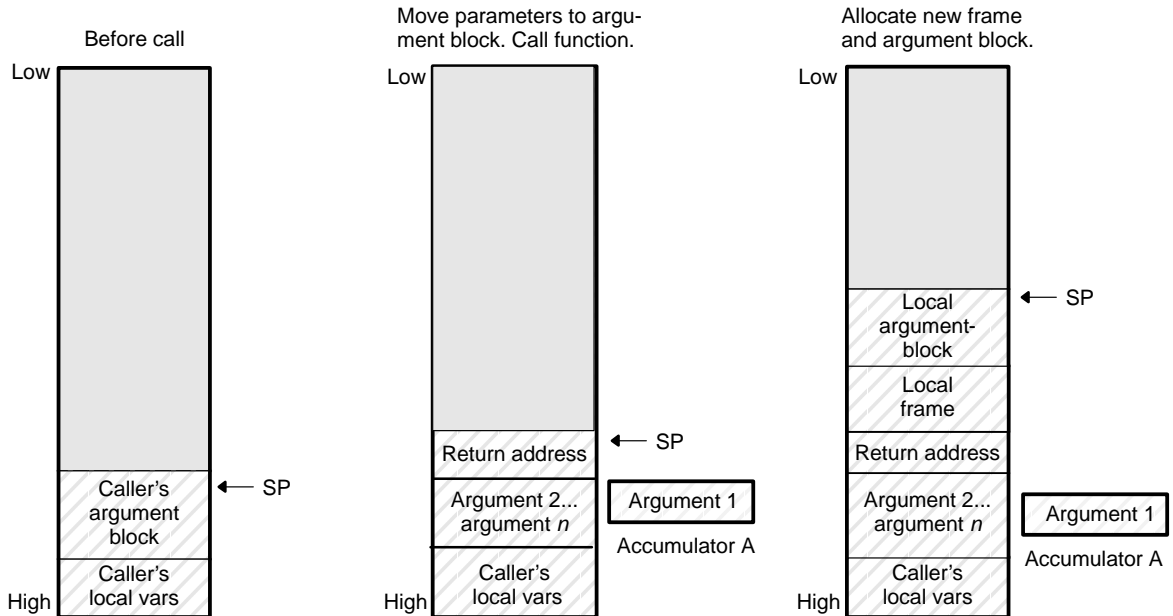 Before call
Low
Caller's
argument
block
Caller's
local vars
High
SP
Move parameters to argu-
ment block. Call function.
Low
Return address
Argument 2...
argument n
Caller's
local vars
High
SP
Argument 1
Accumulator A
Allocate new frame
and argument block.
Low
Local
argument-
block
Local
frame
Return address
Argument 2...
argument n
Caller's
local vars
High
SP
Argument 1
Accumulator A